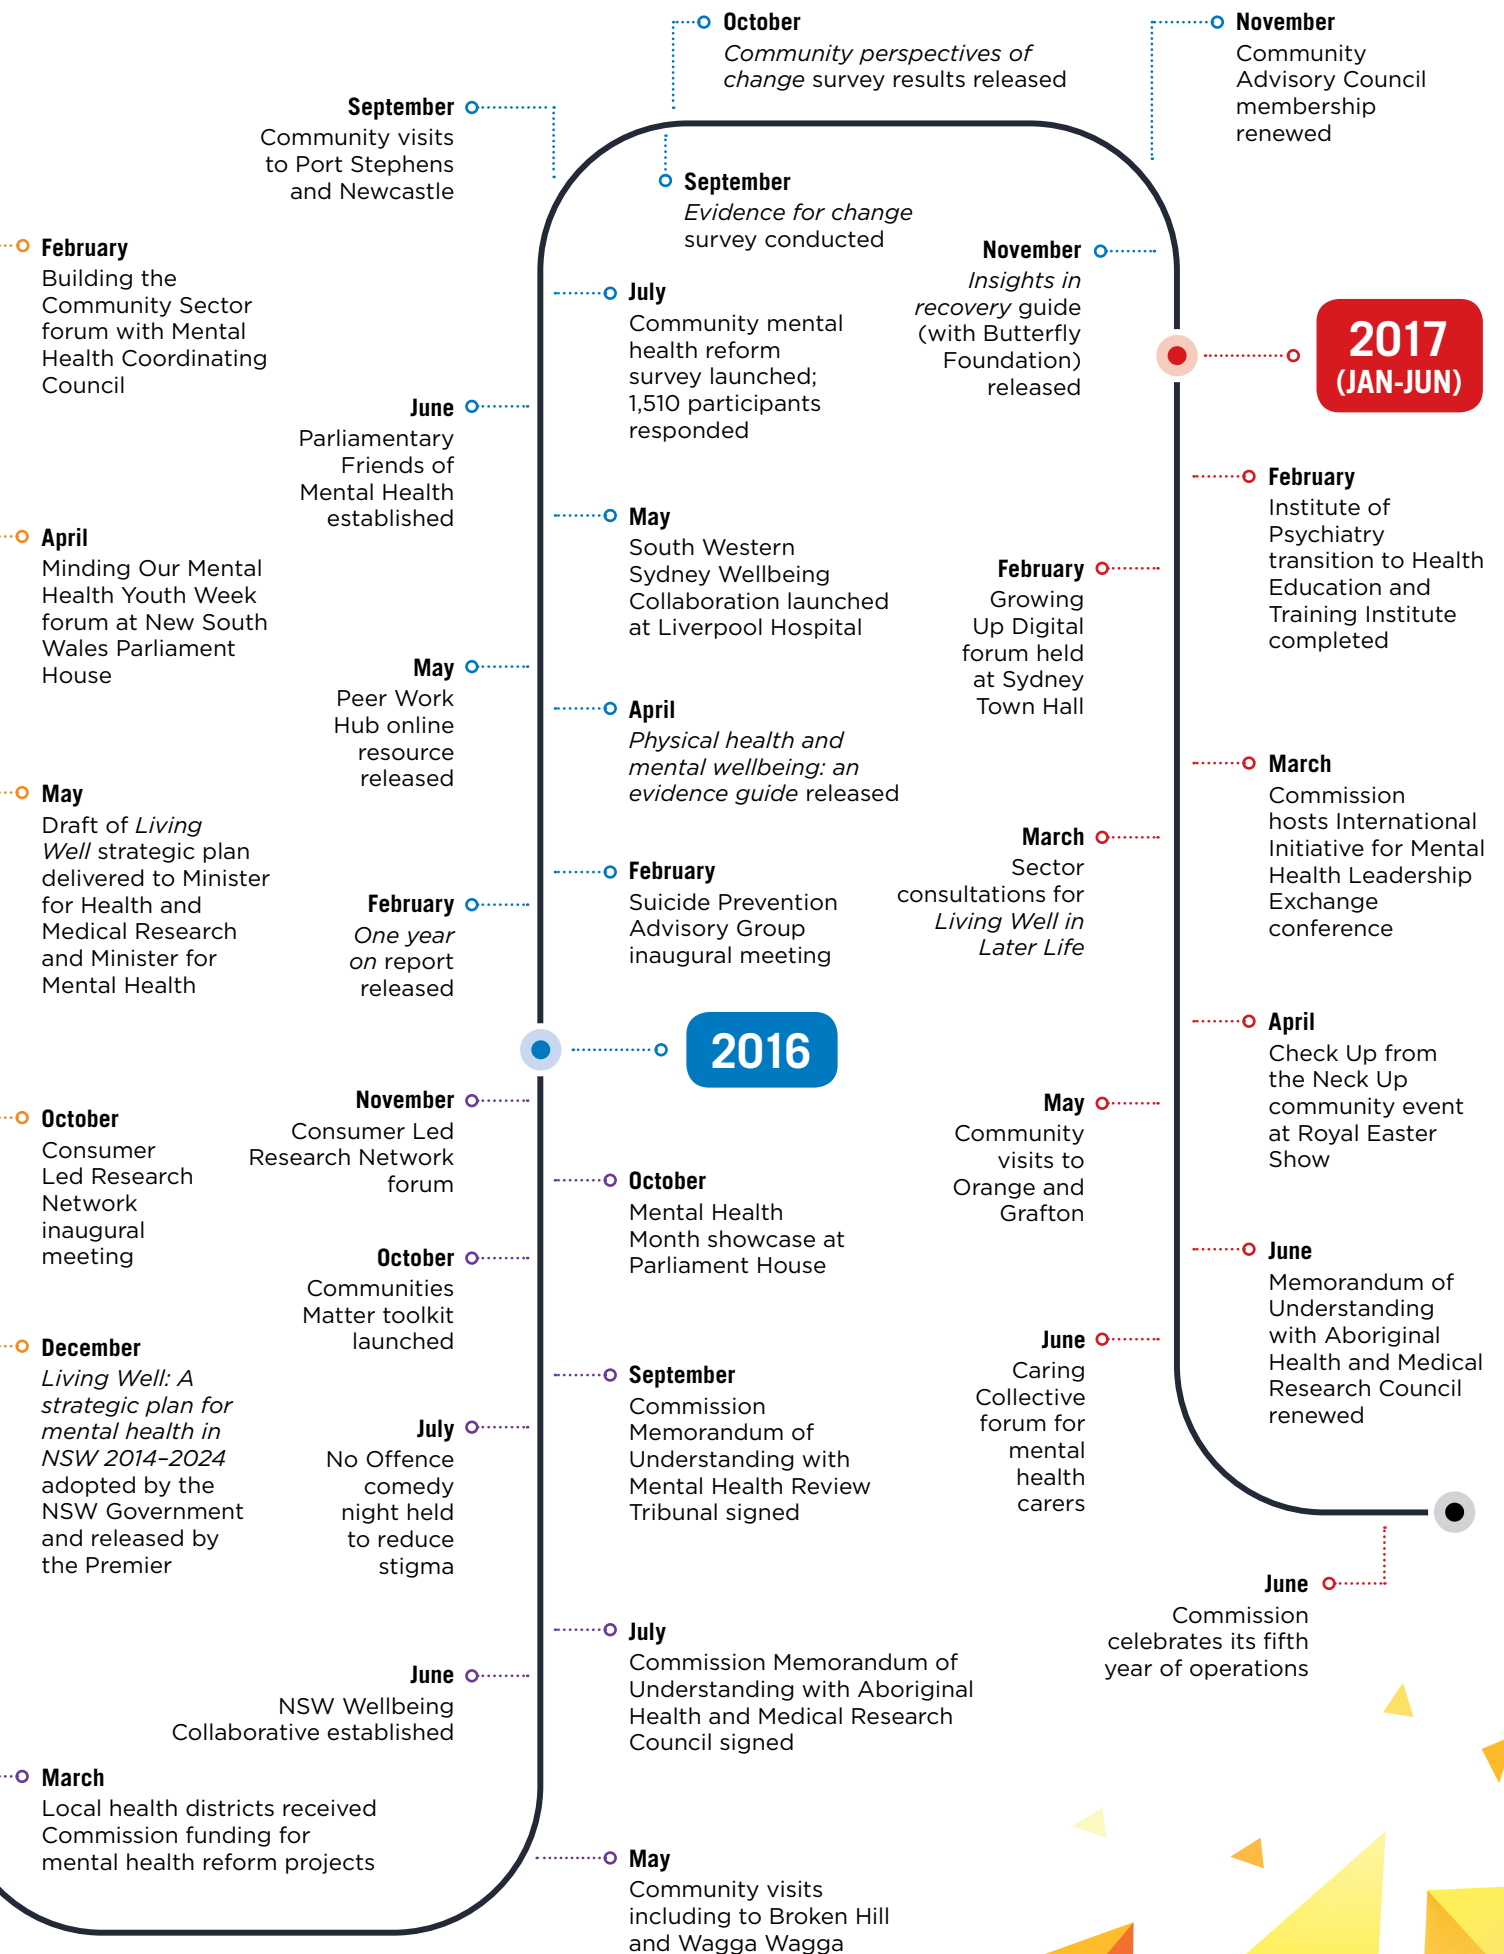 February
Building the
Community Sector
forum with Mental
Health Coordinating
Council
April
Minding Our Mental
Health Youth Week
forum at New South
Wales Parliament
House
May
Draft of Living
Well strategic plan
delivered to Minister
for Health and
Medical Research
and Minister for
Mental Health
October
Consumer
Led Research
Network
inaugural
meeting
December
Living Well: A
strategic plan for
mental health in
NSW 2014–2024
adopted by the
NSW Government
and released by
the Premier
March
Local health districts received
Commission funding for
mental health reform projects
May
Community visits
including to Broken Hill
and Wagga Wagga
June
NSW Wellbeing
Collaborative established
July
Commission Memorandum of
Understanding with Aboriginal
Health and Medical Research
Council signed
July
No Offence
comedy
night held
to reduce
stigma
September
Commission
Memorandum of
Understanding with
Mental Health Review
Tribunal signed
October
Communities
Matter toolkit
launched
October
Mental Health
Month showcase at
Parliament House
November
Consumer Led
Research Network
forum
2016
February
One year
on report
released
February
Suicide Prevention
Advisory Group
inaugural meeting
April
Physical health and
mental wellbeing: an
evidence guide released
May
Peer Work
Hub online
resource
released
May
South Western
Sydney Wellbeing
Collaboration launched
at Liverpool Hospital
June
Parliamentary
Friends of
Mental Health
established
July
Community mental
health reform
survey launched;
1,510 participants
responded
September
Community visits
to Port Stephens
and Newcastle
September
Evidence for change
survey conducted
October
Community perspectives of
change survey results released
November
Community
Advisory Council
membership
renewed
November
Insights in
recovery guide
(with Butterfly
Foundation)
released
2017
(JAN-JUN)
February
Institute of
Psychiatry
transition to Health
Education and
Training Institute
completed
February
Growing
Up Digital
forum held
at Sydney
Town Hall
March
Commission
hosts International
Initiative for Mental
Health Leadership
Exchange
conference
March
Sector
consultations for
Living Well in
Later Life
April
Check Up from
the Neck Up
community event
at Royal Easter
Show
May
Community
visits to
Orange and
Grafton
June
Memorandum of
Understanding
with Aboriginal
Health and Medical
Research Council
renewed
June
Caring
Collective
forum for
mental
health
carers
June
Commission
celebrates its fifth
year of operations